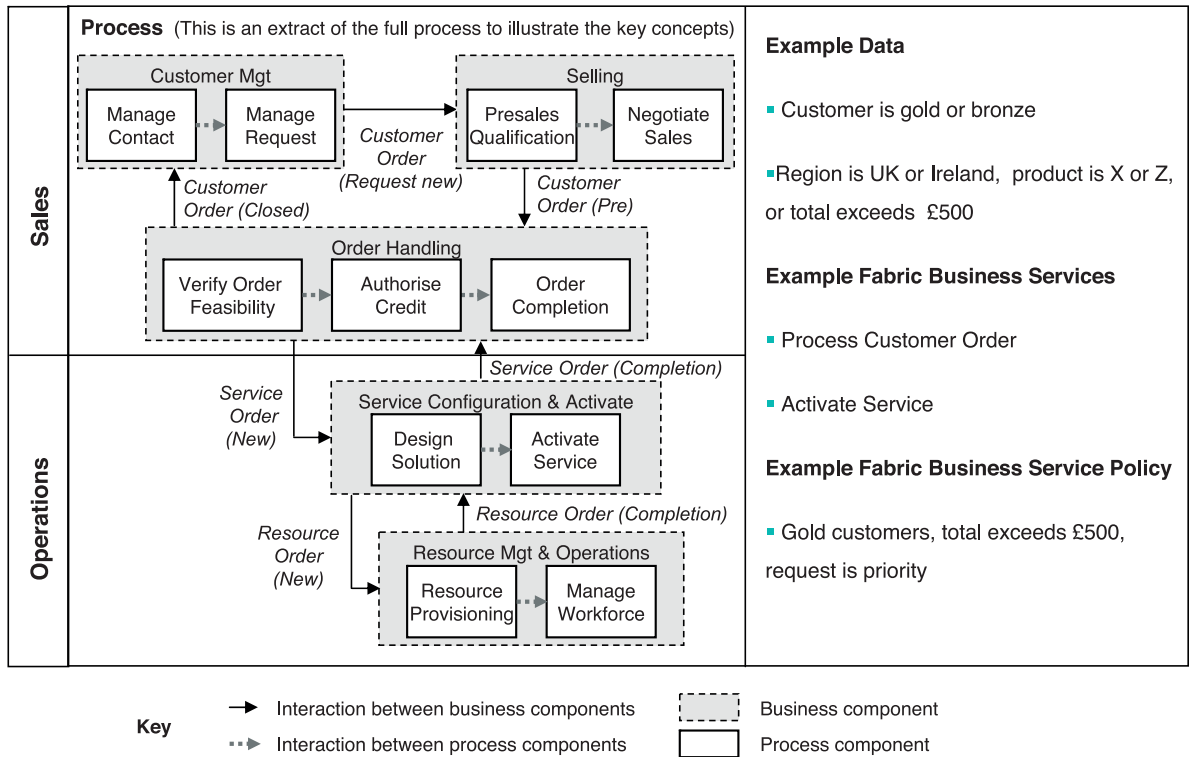 Process (This is an extract of the full process to illustrate the key concepts)
Sales
Customer Mgt
Manage
Contact
Manage
Request
Customer
Order
(Request new)
Selling
Presales
Qualification
Negotiate
Sales
Customer
Order (Closed)
Customer
Order (Pre)
Order Handling
Verify Order
Feasibility
Authorise
Credit
Order
Completion
Operations
Service
Order
(New)
Service Order (Completion)
Service Configuration & Activate
Design
Solution
Activate
Service
Resource
Order
(New)
Resource Order (Completion)
Resource Mgt & Operations
Resource
Provisioning
Manage
Workforce
Example Data
Customer is gold or bronze
Region is UK or Ireland, product is X or Z,
or total exceeds £500
Example Fabric Business Services
Process Customer Order
Activate Service
Example Fabric Business Service Policy
Gold customers, total exceeds £500,
request is priority
Key
Interaction between business components
Interaction between process components
Business component
Process component